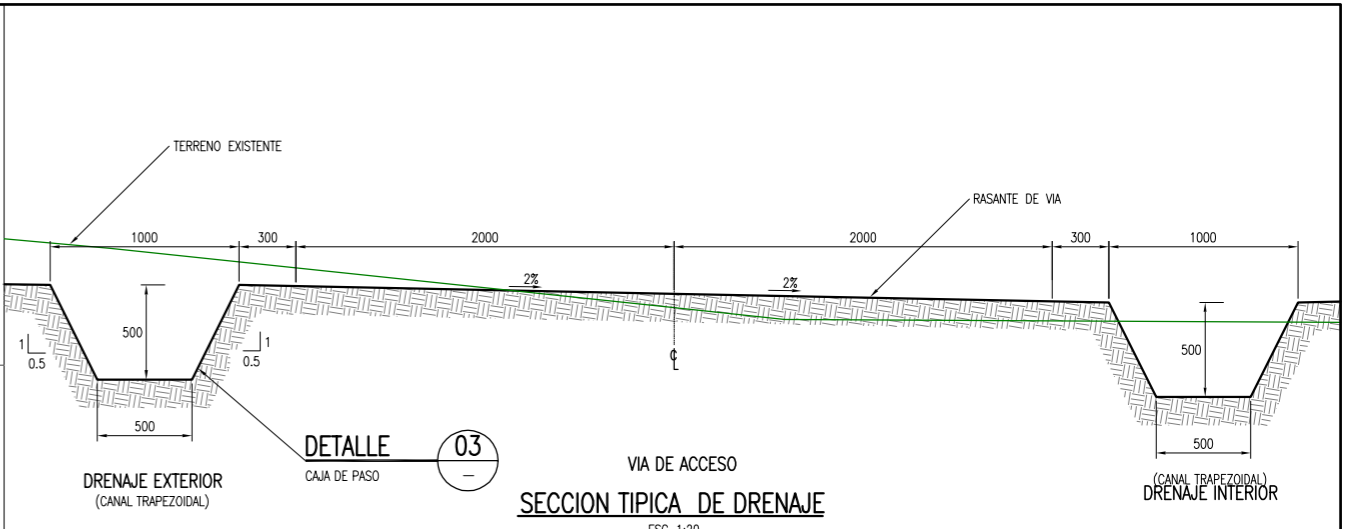 TERRENO EXISTENTE
RASANTE DE VIA
1000 300 2000 2000 300 1000
2% 2%
500 500
1 0.5 1 0.5
500 500
DETALLE 03
CAJA DE PASO –
VIA DE ACCESO
DRENAJE EXTERIOR
(CANAL TRAPEZOIDAL)
(CANAL TRAPEZOIDAL)
DRENAJE INTERIOR
SECCION TIPICA DE DRENAJE